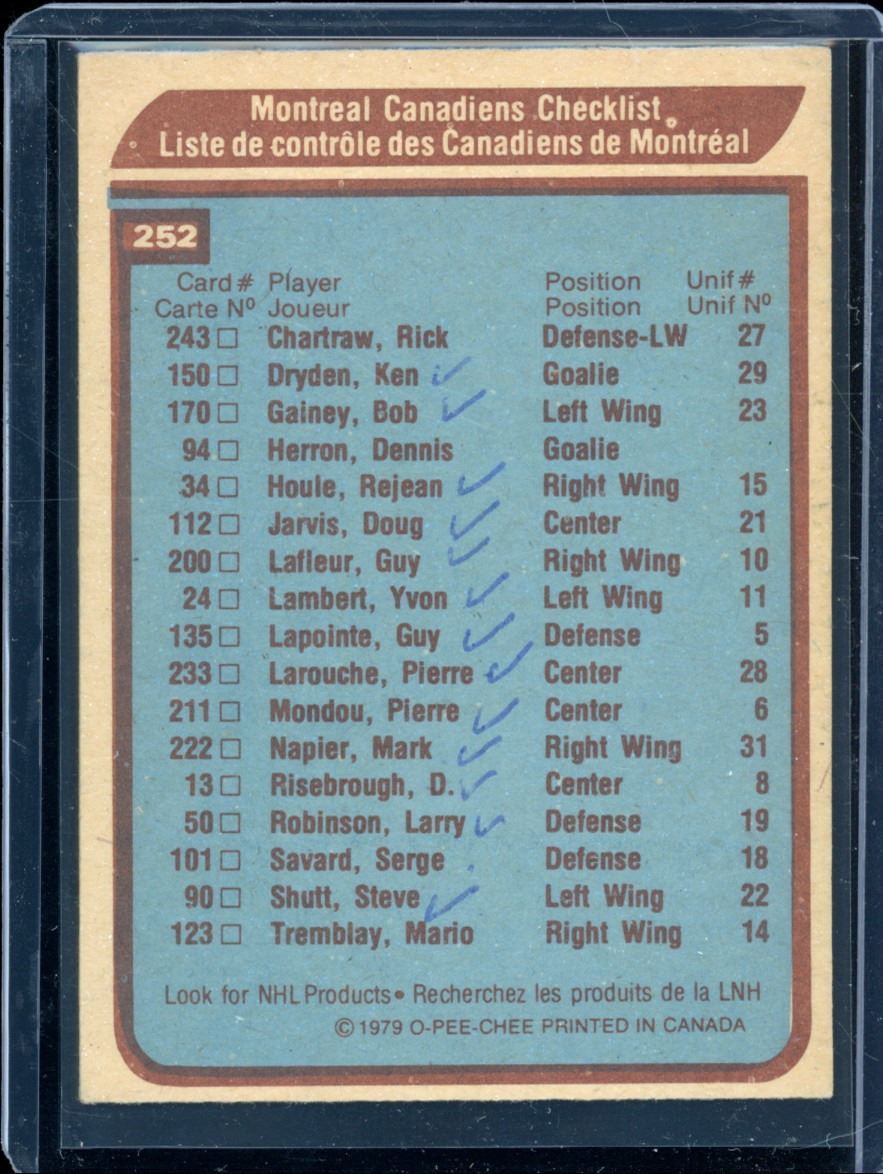 Montreal Canadiens Checklist
Liste de contrôle des Canadiens de Montréal
252
Card # Player Position Unif #
Carte Nº Joueur Position Unif Nº
243 □ Chartraw, Rick Defense-LW 27
150 □ Dryden, Ken ✓ Goalie 29
170 □ Gainey, Bob ✓ Left Wing 23
94 □ Herron, Dennis Goalie
34 □ Houle, Rejean ✓ Right Wing 15
112 □ Jarvis, Doug ✓ Center 21
200 □ Lafleur, Guy ✓ Right Wing 10
24 □ Lambert, Yvon ✓ Left Wing 11
135 □ Lapointe, Guy ✓ Defense 5
233 □ Larouche, Pierre ✓ Center 28
211 □ Mondou, Pierre ✓ Center 6
222 □ Napier, Mark ✓ Right Wing 31
13 □ Risebrough, D. ✓ Center 8
50 □ Robinson, Larry ✓ Defense 19
101 □ Savard, Serge Defense 18
90 □ Shutt, Steve ✓ Left Wing 22
123 □ Tremblay, Mario Right Wing 14
Look for NHL Products • Recherchez les produits de la LNH
© 1979 O-PEE-CHEE PRINTED IN CANADA